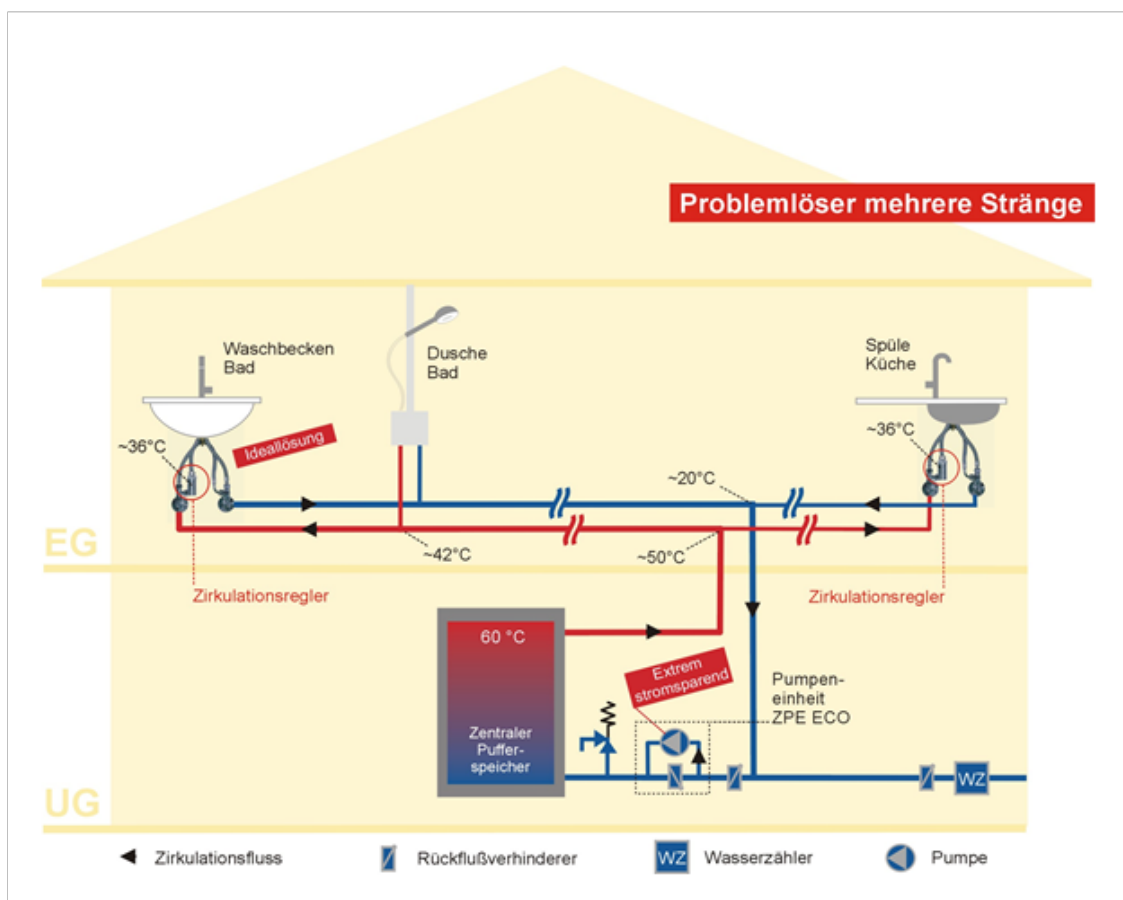 Problemlöser mehrere Stränge
Waschbecken
Bad
Dusche
Bad
Spüle
Küche
~36°C
Ideallösung
~20°C
~36°C
EG
~42°C
~50°C
Zirkulationsregler
Zirkulationsregler
60 °C
Extrem
stromsparend
Pumpen-
einheit
ZPE ECO
Zentraler
Puffer-
speicher
WZ
UG
Zirkulationsfluss
Rückflußverhinderer
WZ
Wasserzähler
Pumpe